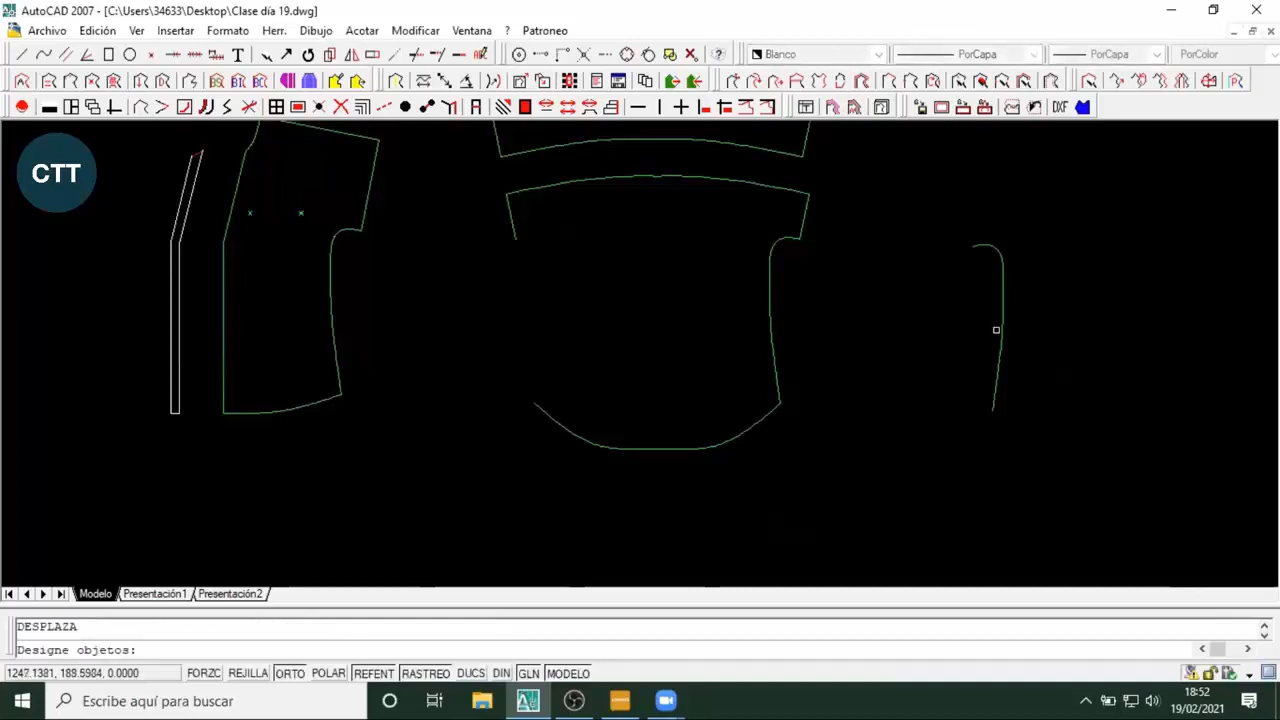 AutoCAD 2007 - [C:\Users\34633\Desktop\Clase día 19.dwg]
Archivo Edición Ver Insertar Formato Herr. Dibujo Acotar Modificar Ventana ? Patroneo
Blanco PorCapa PorCapa PorColor
DXF
CTT
Modelo Presentación1 Presentación2
DESPLAZA
Designe objetos:
1247.1381, 189.5984, 0.0000 FORZC REJILLA ORTO POLAR REFENT RASTREO DUCS DIN GLN MODELO
Escribe aquí para buscar
18:52
19/02/2021